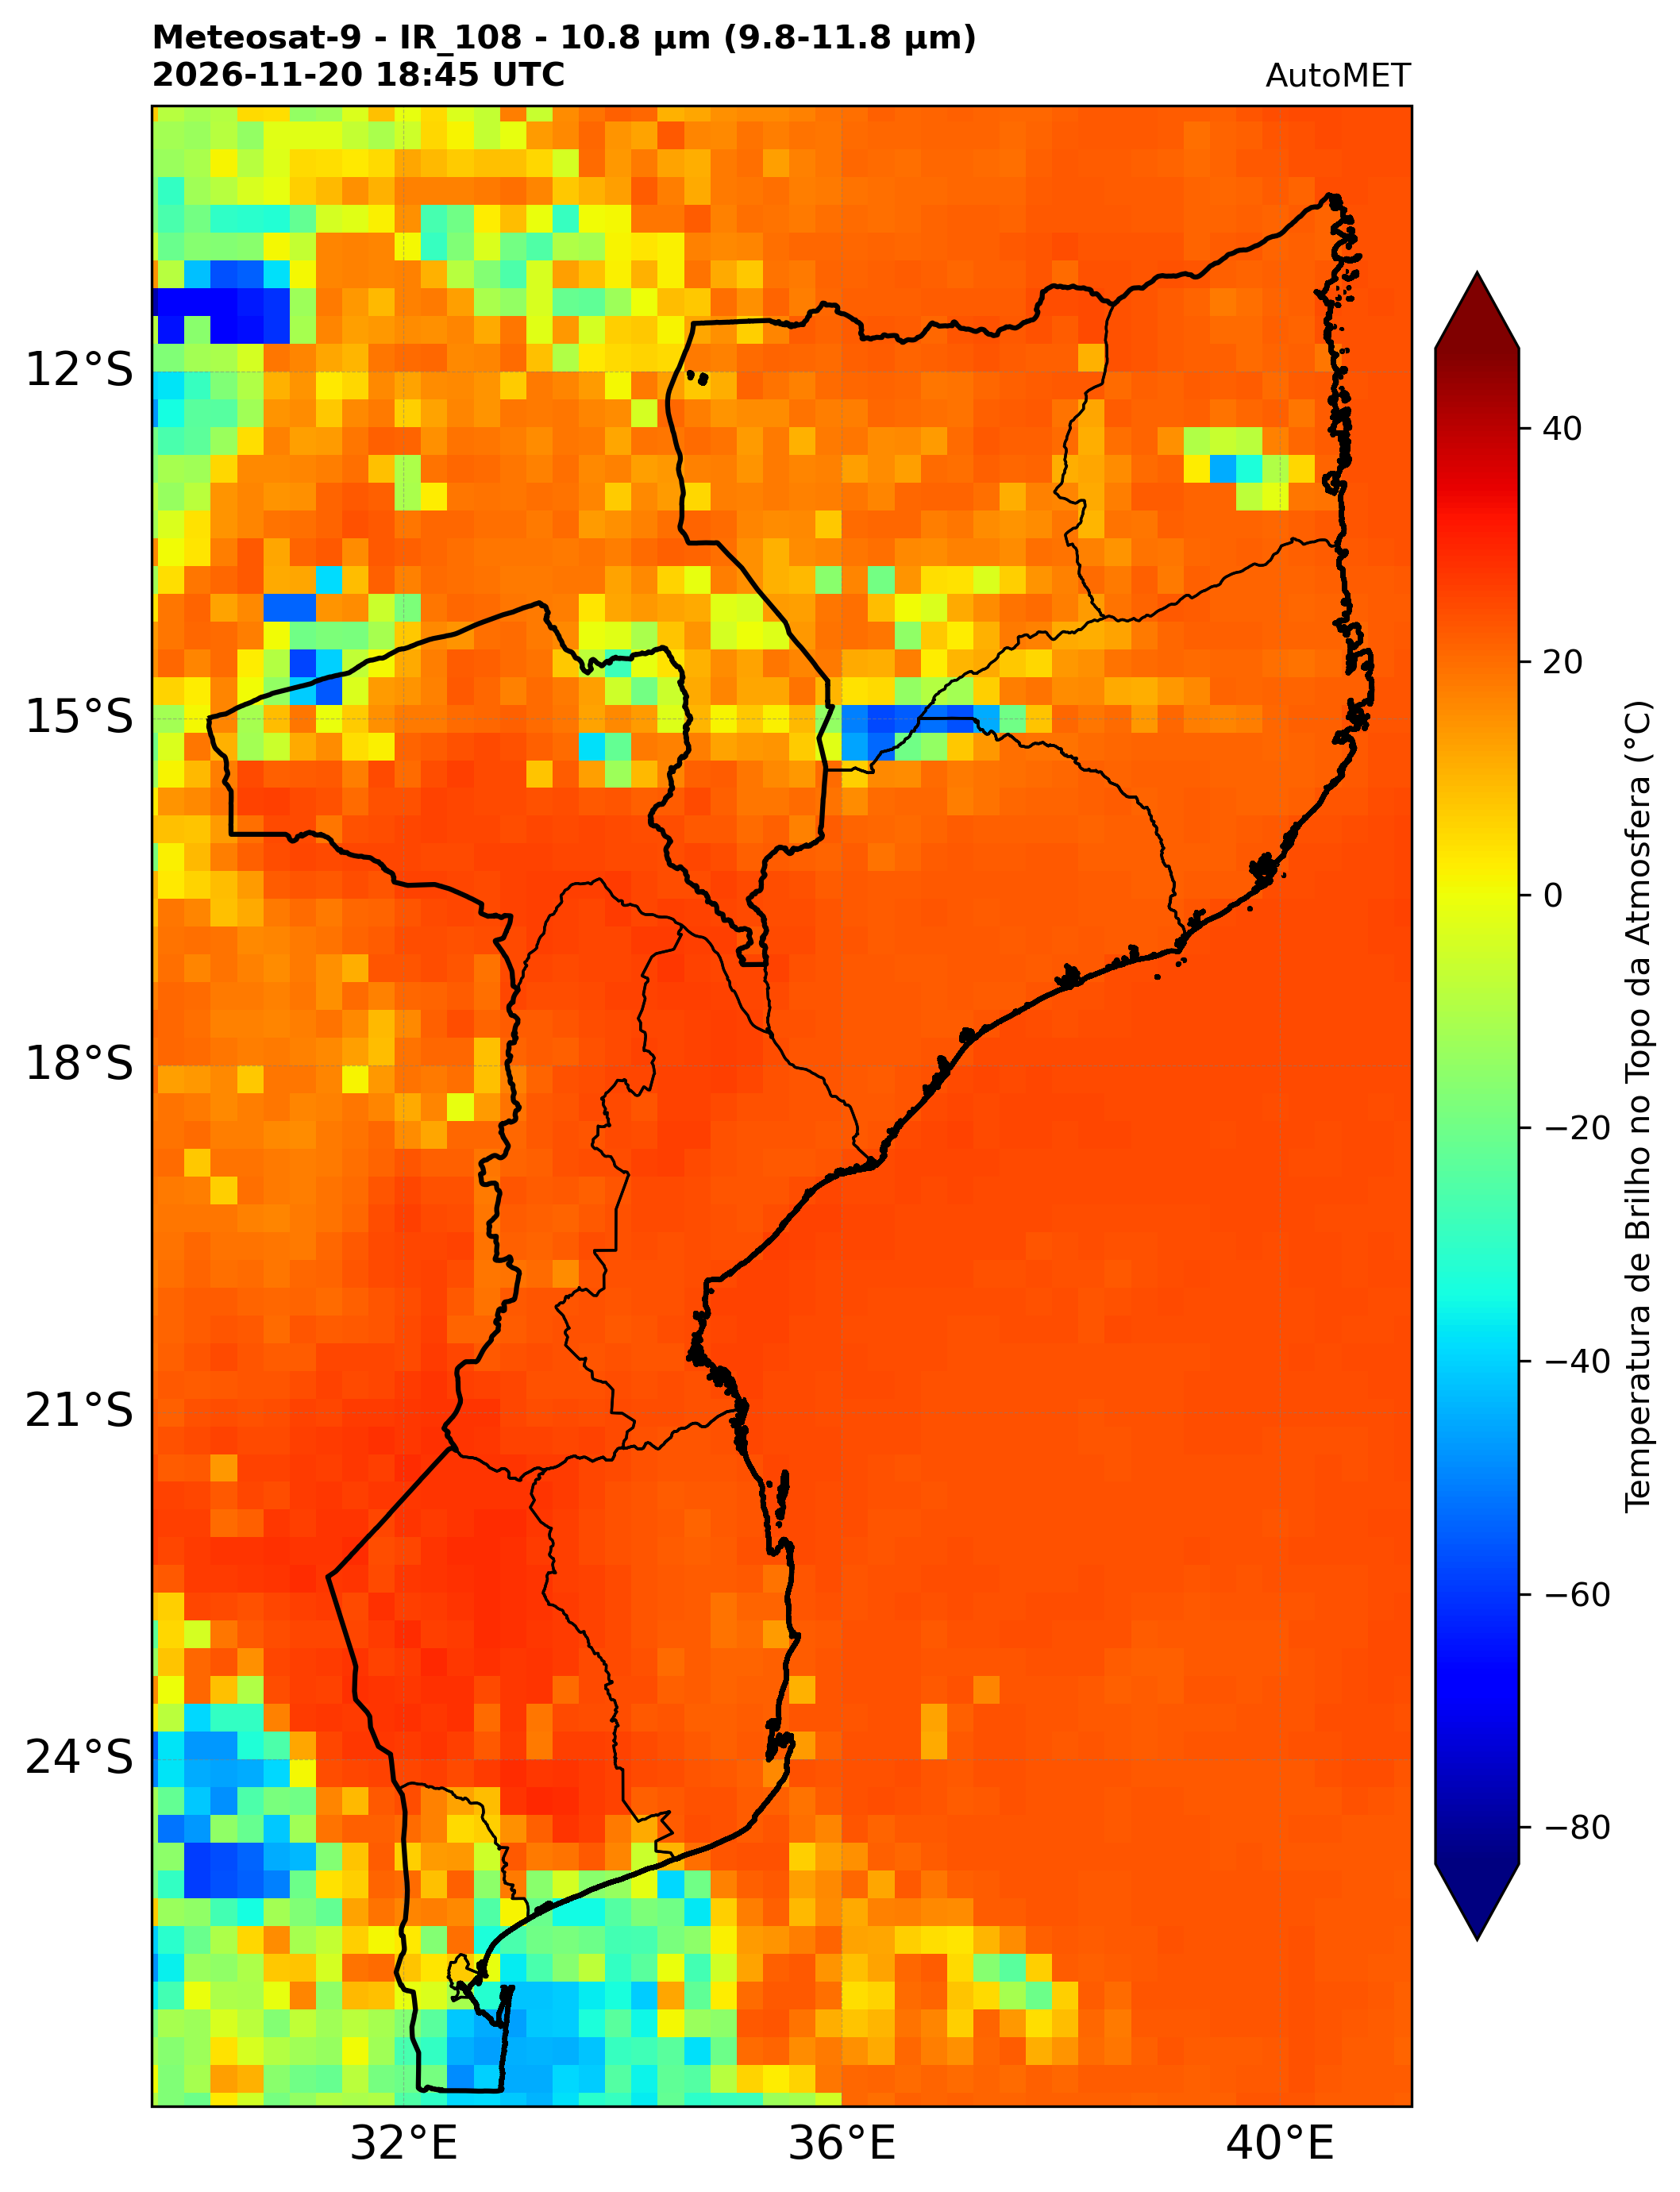 Meteosat-9 - IR_108 - 10.8 µm (9.8-11.8 µm)
2026-11-20 18:45 UTC
AutoMET
12°S
15°S
18°S
21°S
24°S
32°E
36°E
40°E
40
20
0
−20
−40
−60
−80
Temperatura de Brilho no Topo da Atmosfera (°C)